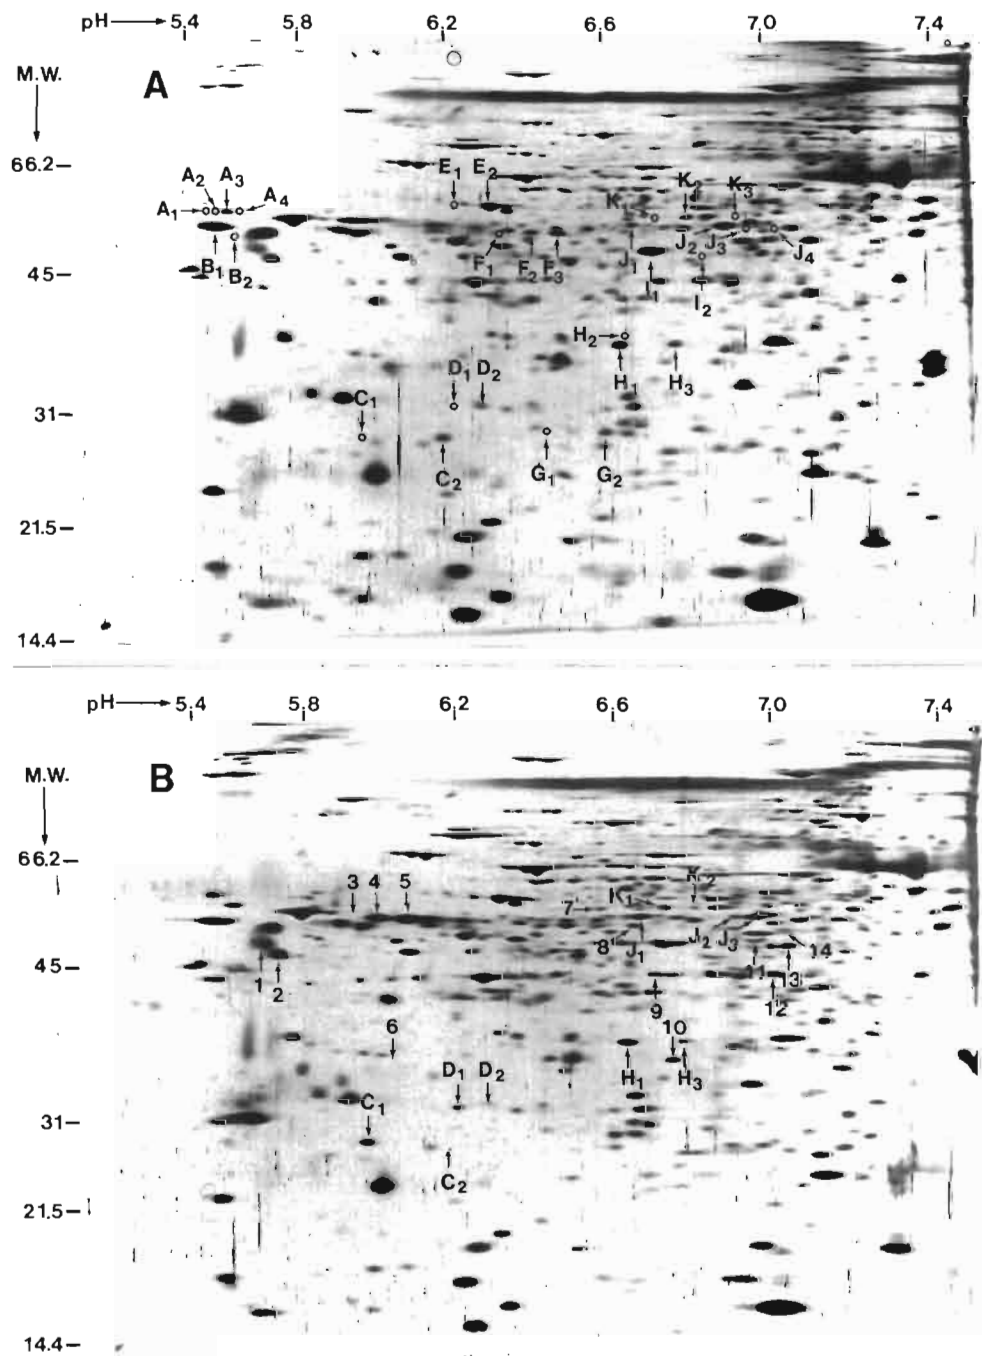 pH → 5.4 5.8 6.2 6.6 7.0 7.4
M.W.
A
66.2
A₁ A₂ A₃ A₄ E₁ E₂ K₁ K₂ K₃
B₁ B₂ F₁ F₂ F₃ J₁ J₂ J₃ J₄
45
I₁ I₂
H₂
H₁ H₃
D₁ D₂
C₁
31
C₂ G₁ G₂
21.5
14.4
pH → 5.4 5.8 6.2 6.6 7.0 7.4
M.W.
B
66.2
3 4 5 7 K₁ K₂
8 J₁ J₂ J₃ 14
45
1 2 9 11 12 13
6 10
D₁ D₂ H₁ H₃
C₁
31
C₂
21.5
14.4